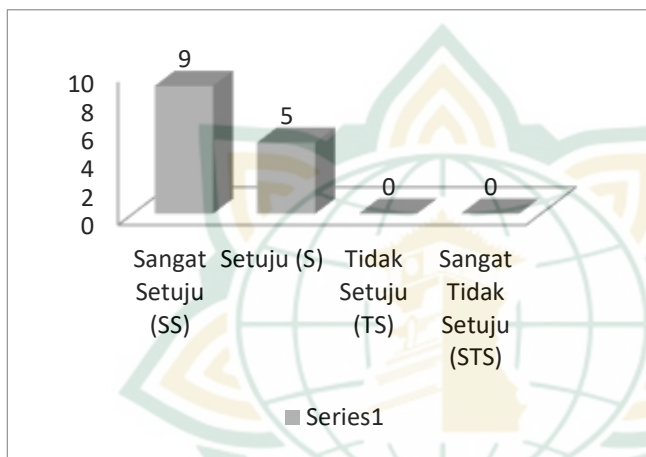 9
10
8
6
4
2
0
5
0
0
Sangat Setuju (S) Tidak Sangat
Setuju Setuju Tidak
(SS) (TS) Setuju
(STS)
Series1